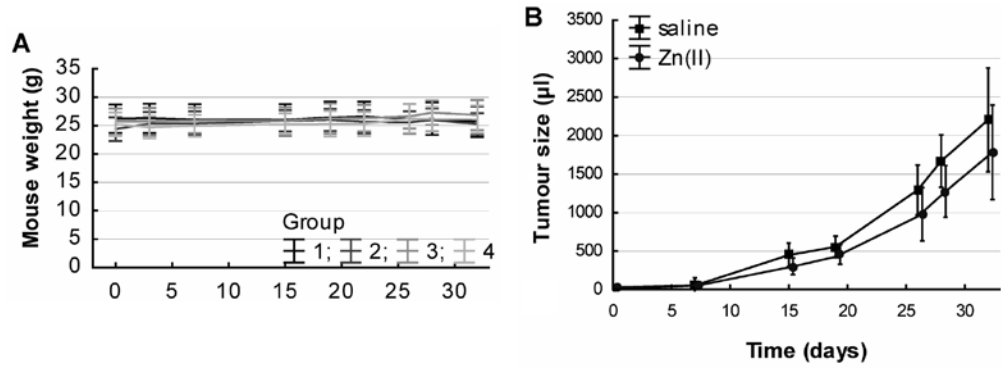 A
Mouse weight (g)
35
30
25
20
15
10
5
0
Group
1; 2; 3; 4
0 5 10 15 20 25 30
B
saline
Zn(II)
Tumour size (µl)
3500
3000
2500
2000
1500
1000
500
0
0 5 10 15 20 25 30
Time (days)